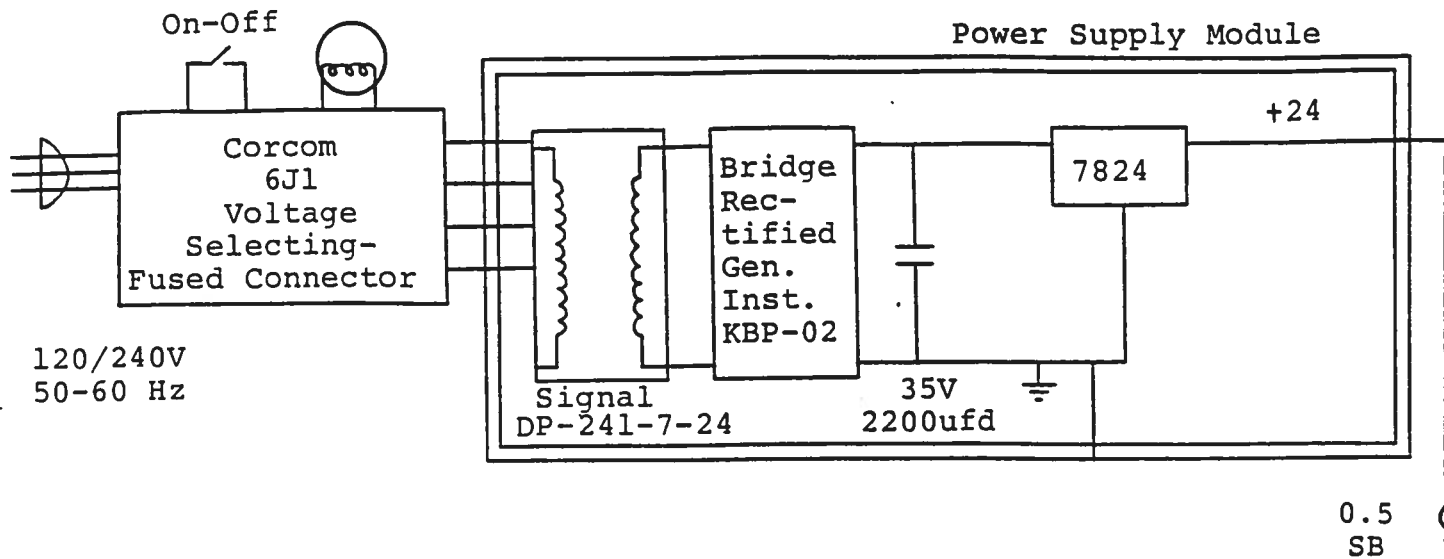 On-Off
Power Supply Module
+24
Corcom
6J1
Voltage
Selecting-
Fused Connector
7824
Bridge
Rec-
tified
Gen.
Inst.
KBP-02
120/240V
50-60 Hz
Signal
DP-241-7-24
35V
2200ufd
0.5
SB